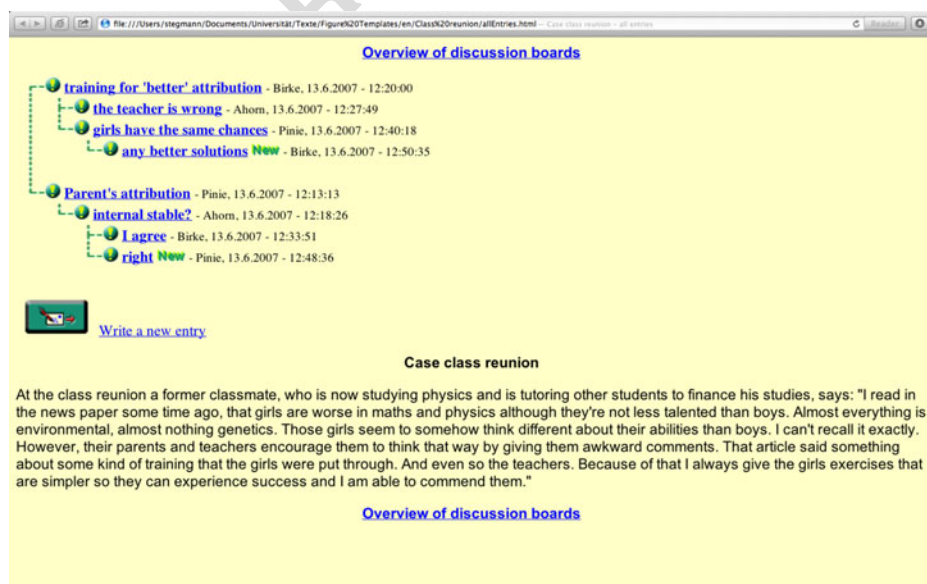 file:///Users/stegmann/Documents/Universität/Texte/Figure%20Templates/en/Class%20reunion/allEntries.html – Case class reunion – all entries
Reader
Overview of discussion boards
training for 'better' attribution - Birke, 13.6.2007 - 12:20:00
the teacher is wrong - Ahorn, 13.6.2007 - 12:27:49
girls have the same chances - Pinie, 13.6.2007 - 12:40:18
any better solutions New - Birke, 13.6.2007 - 12:50:35
Parent's attribution - Pinie, 13.6.2007 - 12:13:13
internal stable? - Ahorn, 13.6.2007 - 12:18:26
I agree - Birke, 13.6.2007 - 12:33:51
right New - Pinie, 13.6.2007 - 12:48:36
Write a new entry
Case class reunion
At the class reunion a former classmate, who is now studying physics and is tutoring other students to finance his studies, says: "I read in
the news paper some time ago, that girls are worse in maths and physics although they're not less talented than boys. Almost everything is
environmental, almost nothing genetics. Those girls seem to somehow think different about their abilities than boys. I can't recall it exactly.
However, their parents and teachers encourage them to think that way by giving them awkward comments. That article said something
about some kind of training that the girls were put through. And even so the teachers. Because of that I always give the girls exercises that
are simpler so they can experience success and I am able to commend them."
Overview of discussion boards